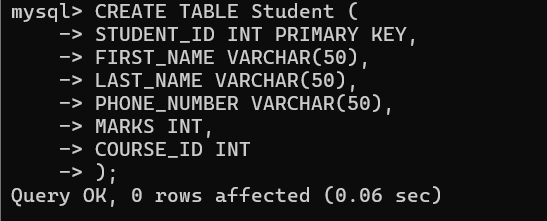 mysql> CREATE TABLE Student (
    -> STUDENT_ID INT PRIMARY KEY,
    -> FIRST_NAME VARCHAR(50),
    -> LAST_NAME VARCHAR(50),
    -> PHONE_NUMBER VARCHAR(50),
    -> MARKS INT,
    -> COURSE_ID INT
    -> );
Query OK, 0 rows affected (0.06 sec)